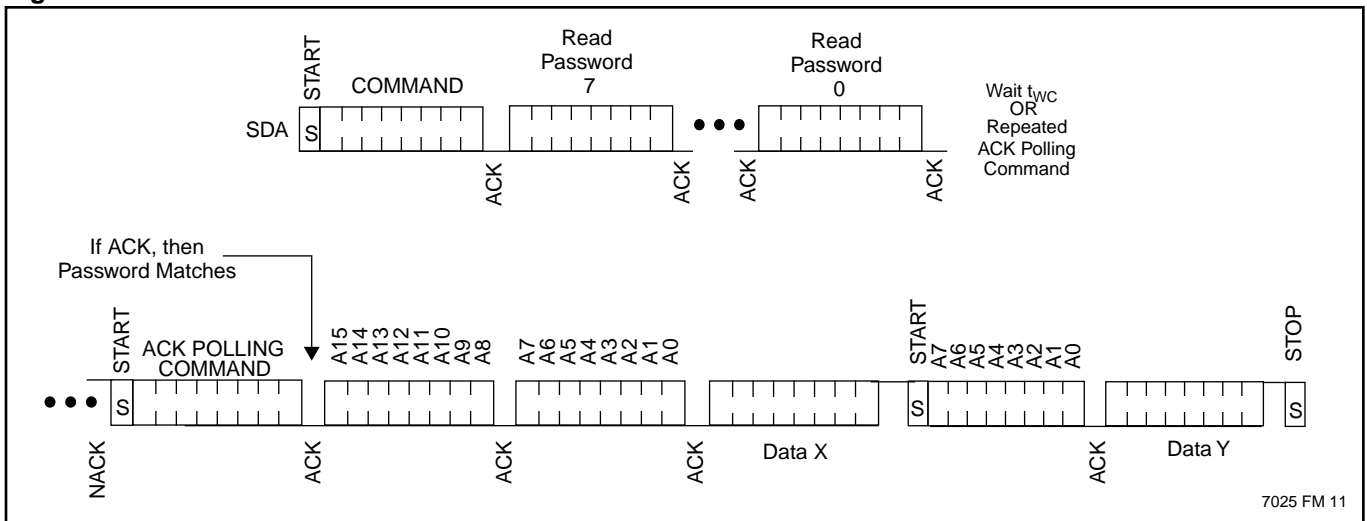 START
COMMAND
Read
Password
7
Read
Password
0
Wait tWC
OR
Repeated
ACK Polling
Command
SDA
S
ACK
ACK
ACK
ACK
If ACK, then
Password Matches
START
ACK POLLING
COMMAND
A15
A14
A13
A12
A11
A10
A9
A8
A7
A6
A5
A4
A3
A2
A1
A0
START
A7
A6
A5
A4
A3
A2
A1
A0
STOP
S
S
S
NACK
ACK
ACK
ACK
Data X
ACK
Data Y
7025 FM 11